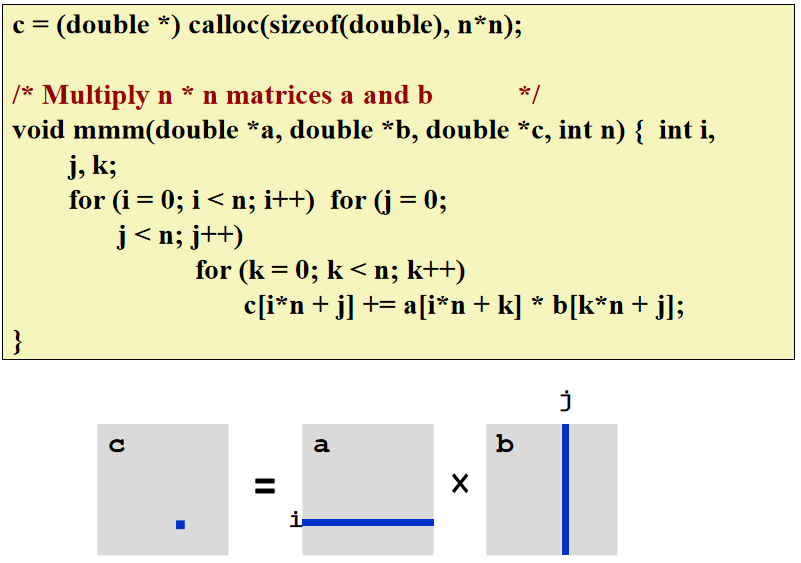 c = (double *) calloc(sizeof(double), n*n);
/* Multiply n * n matrices a and b */
void mmm(double *a, double *b, double *c, int n) { int i,
j, k;
for (i = 0; i < n; i++) for (j = 0;
j < n; j++)
for (k = 0; k < n; k++)
c[i*n + j] += a[i*n + k] * b[k*n + j];
}
j
c a b
= ×
i